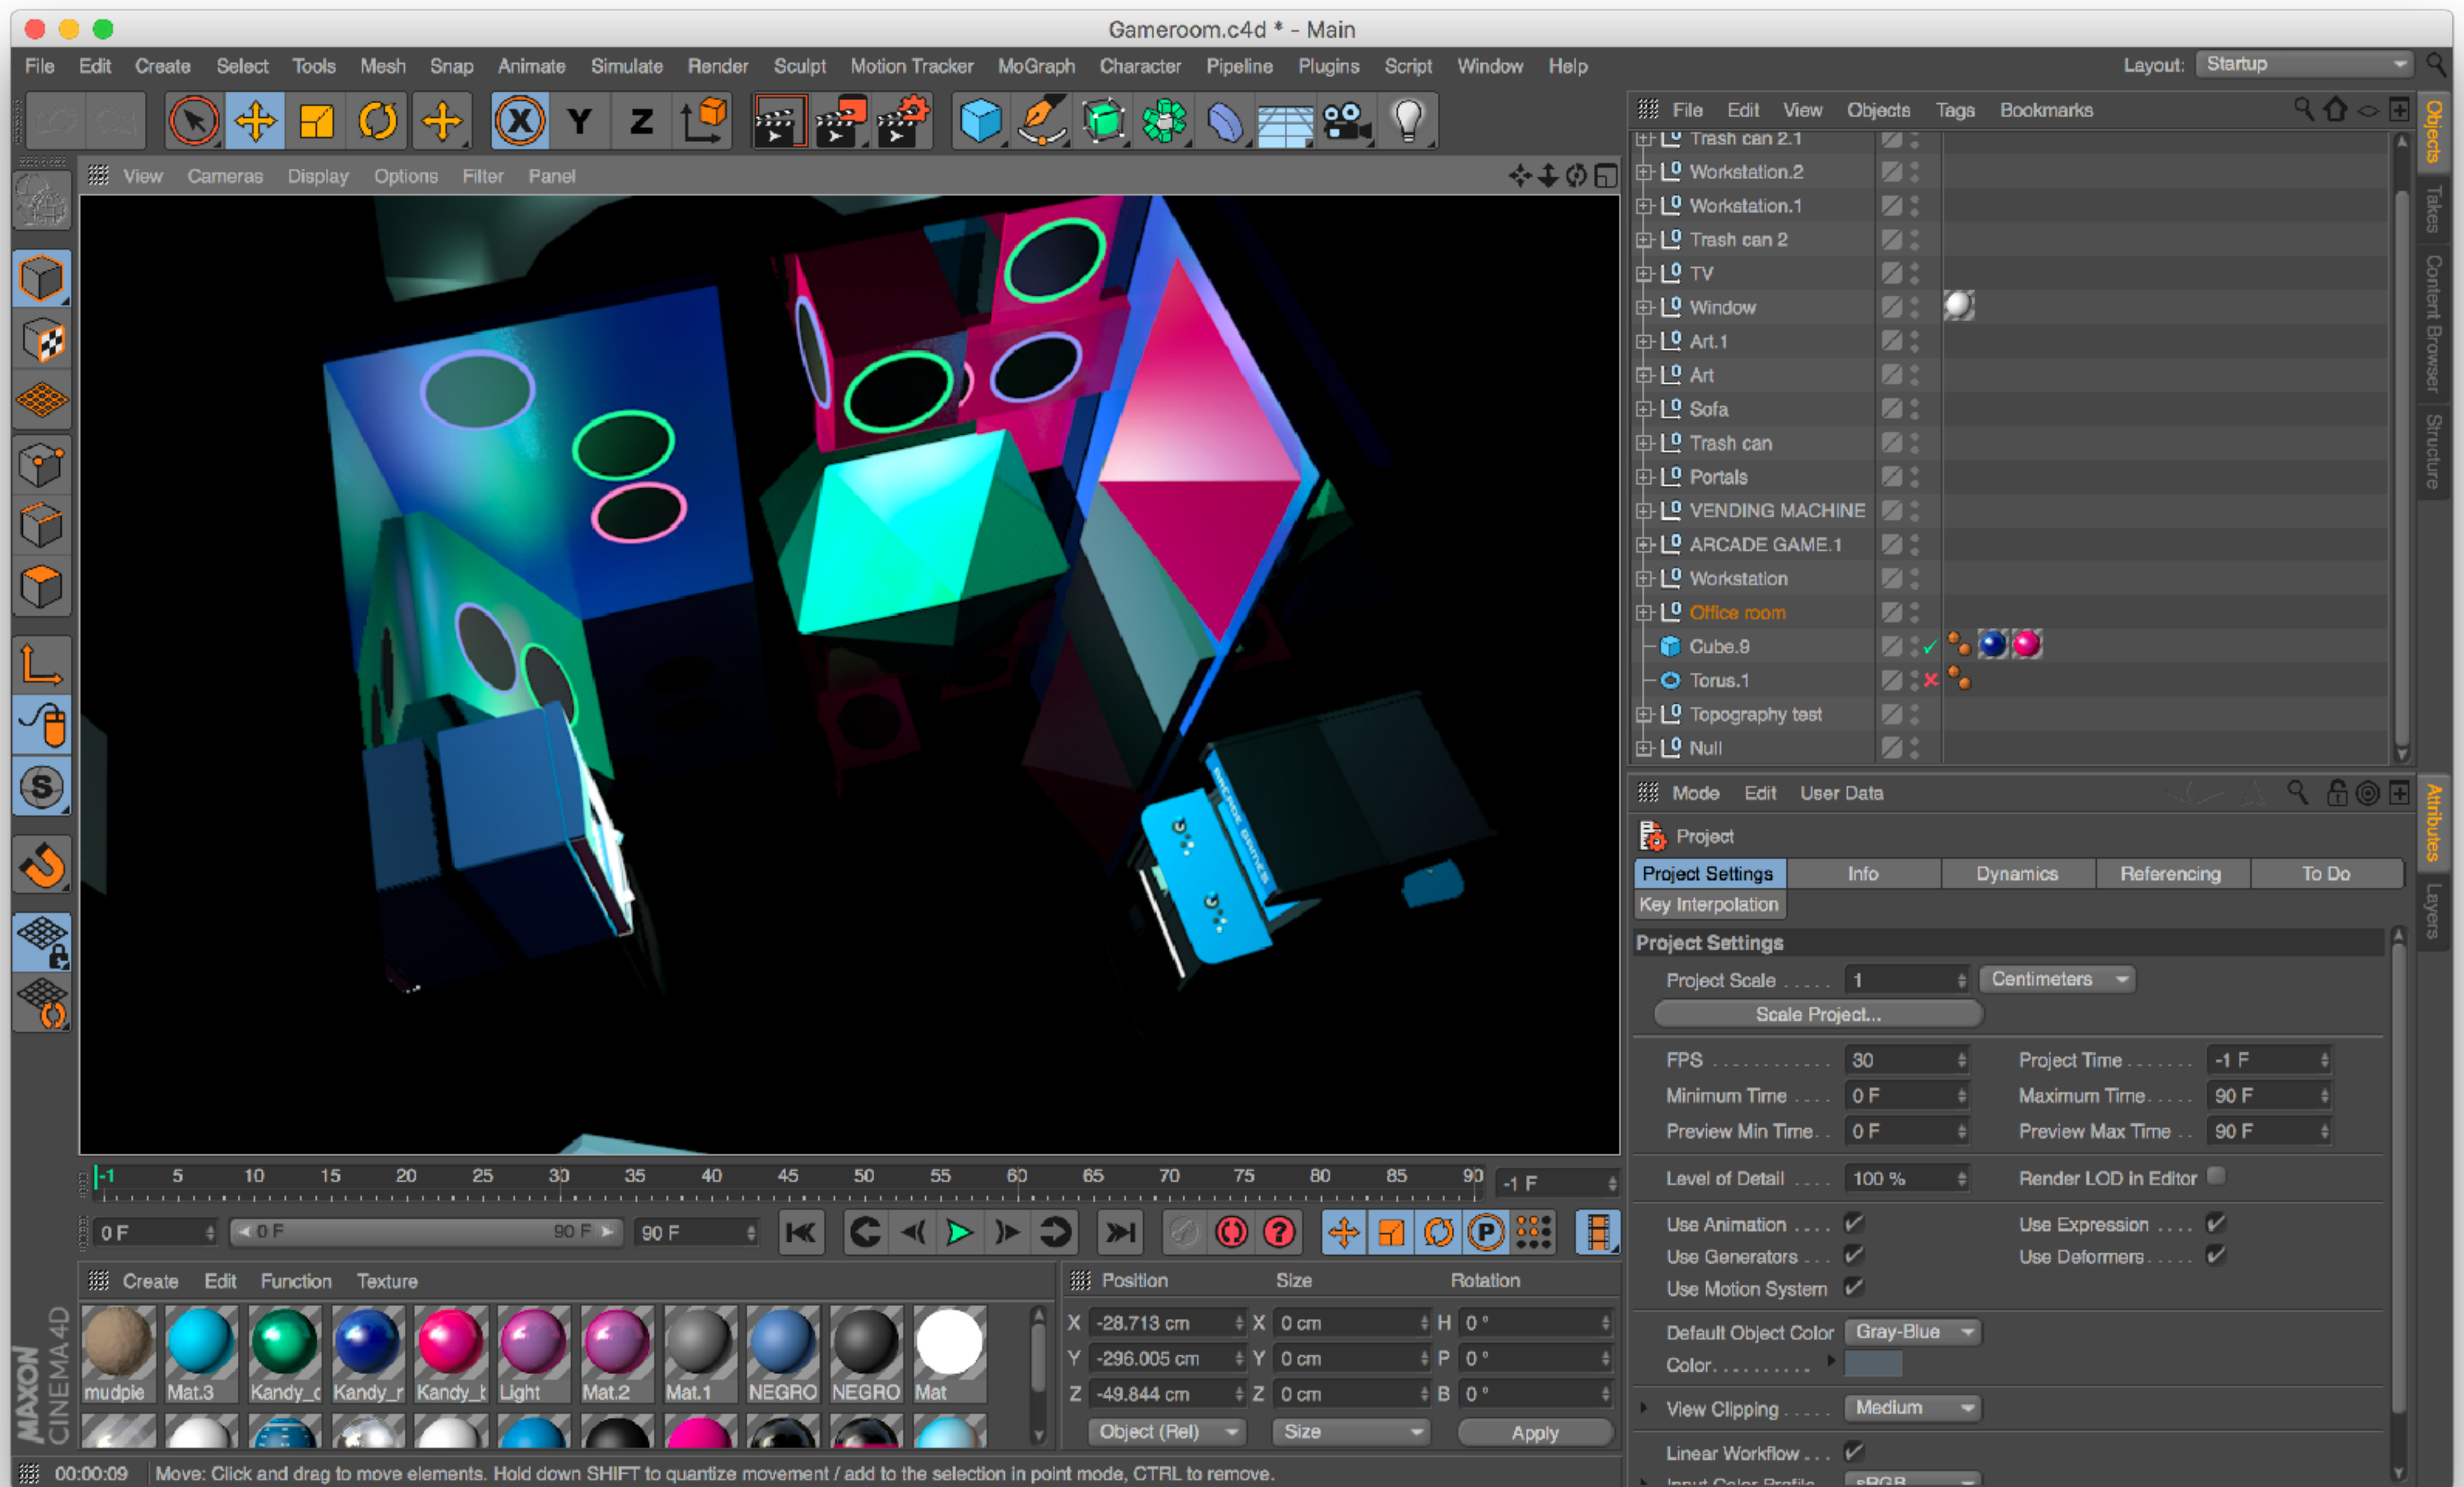 Gameroom.c4d * - Main
File Edit Create Select Tools Mesh Snap Animate Simulate Render Sculpt Motion Tracker MoGraph Character Pipeline Plugins Script Window Help
Layout: Startup
X Y Z
File Edit View Objects Tags Bookmarks
View Cameras Display Options Filter Panel
Trash can 2.1
Workstation.2
Workstation.1
Trash can 2
TV
Window
Art.1
Art
Sofa
Trash can
Portals
VENDING MACHINE
ARCADE GAME.1
Workstation
Office room
Cube.9
Torus.1
Topography test
Null
Objects
Takes
Content Browser
Structure
ARCADE GAMES
Mode Edit User Data
Project
Project Settings Info Dynamics Referencing To Do
Key Interpolation
Project Settings
Project Scale ..... 1 Centimeters
Scale Project...
FPS ............ 30 Project Time ....... -1 F
Minimum Time .... 0 F Maximum Time ..... 90 F
Preview Min Time .. 0 F Preview Max Time .. 90 F
Level of Detail .... 100 % Render LOD in Editor
Use Animation .... Use Expression ....
Use Generators ... Use Deformers .....
Use Motion System
Default Object Color Gray-Blue
Color..........
View Clipping ..... Medium
Linear Workflow ...
Input Color Profile sRGB
Attributes
Layers
-1 5 10 15 20 25 30 35 40 45 50 55 60 65 70 75 80 85 90 -1 F
0 F 0 F 90 F 90 F
Create Edit Function Texture
mudpie Mat.3 Kandy_c Kandy_r Kandy_k Light Mat.2 Mat.1 NEGRO NEGRO Mat
Position Size Rotation
X -28.713 cm X 0 cm H 0 °
Y -296.005 cm Y 0 cm P 0 °
Z -49.844 cm Z 0 cm B 0 °
Object (Rel) Size Apply
MAXON
CINEMA4D
00:00:09 Move: Click and drag to move elements. Hold down SHIFT to quantize movement / add to the selection in point mode, CTRL to remove.